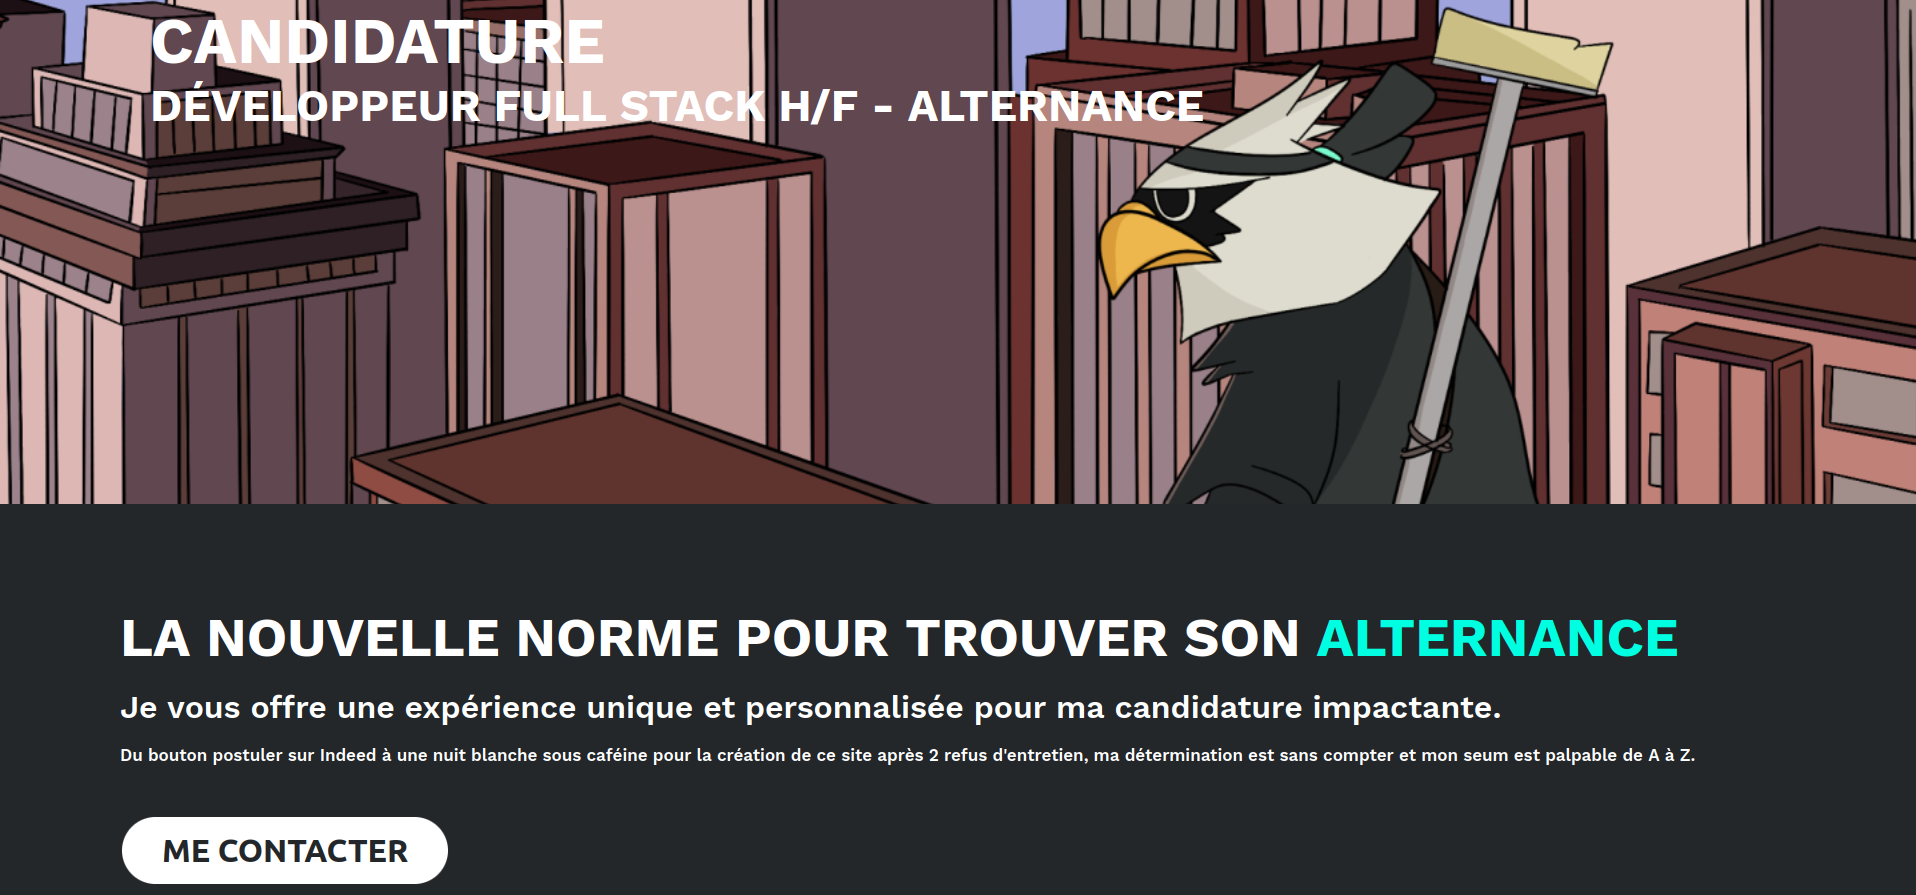 CANDIDATURE
DÉVELOPPEUR FULL STACK H/F - ALTERNANCE
LA NOUVELLE NORME POUR TROUVER SON ALTERNANCE
Je vous offre une expérience unique et personnalisée pour ma candidature impactante.
Du bouton postuler sur Indeed à une nuit blanche sous caféine pour la création de ce site après 2 refus d'entretien, ma détermination est sans compter et mon seum est palpable de A à Z.
ME CONTACTER